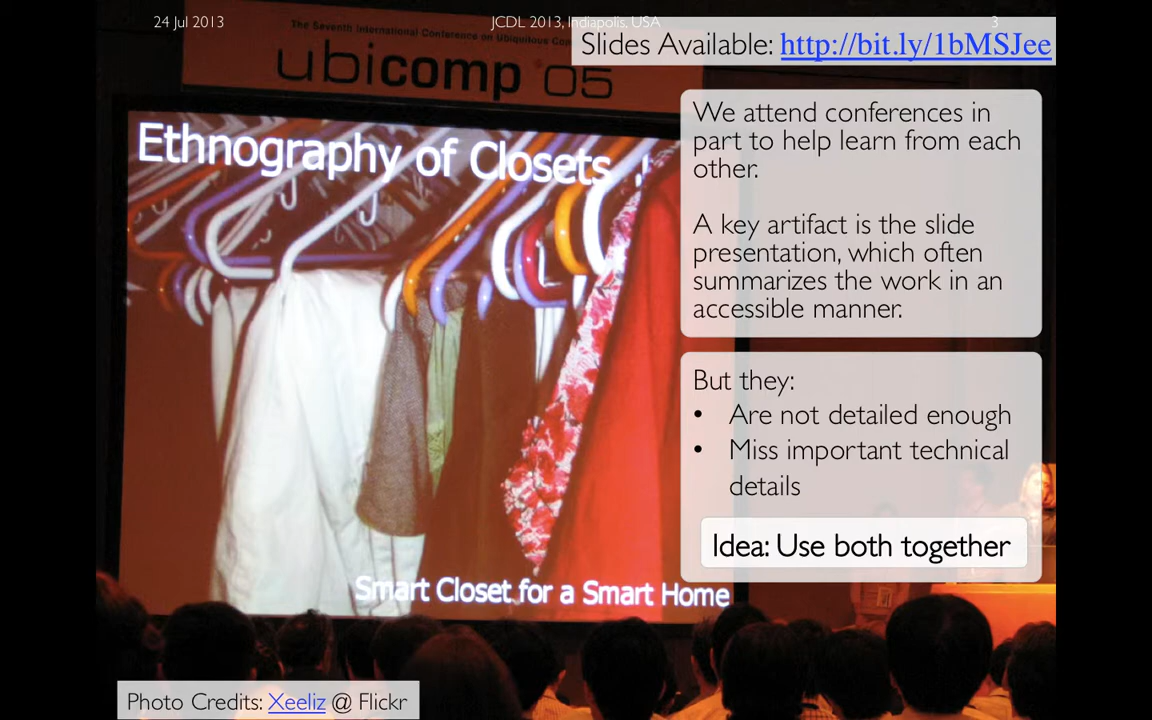 24 Jul 2013
JCDL 2013, Indiapolis, USA
3
Slides Available: http://bit.ly/1bMSJee
The Seventh International Conference on Ubiquitous
ubicomp 05
Ethnography of Closets
We attend conferences in
part to help learn from each
other.
A key artifact is the slide
presentation, which often
summarizes the work in an
accessible manner.
But they:
• Are not detailed enough
• Miss important technical
details
Idea: Use both together
Smart Closet for a Smart Home
Photo Credits: Xeeliz @ Flickr